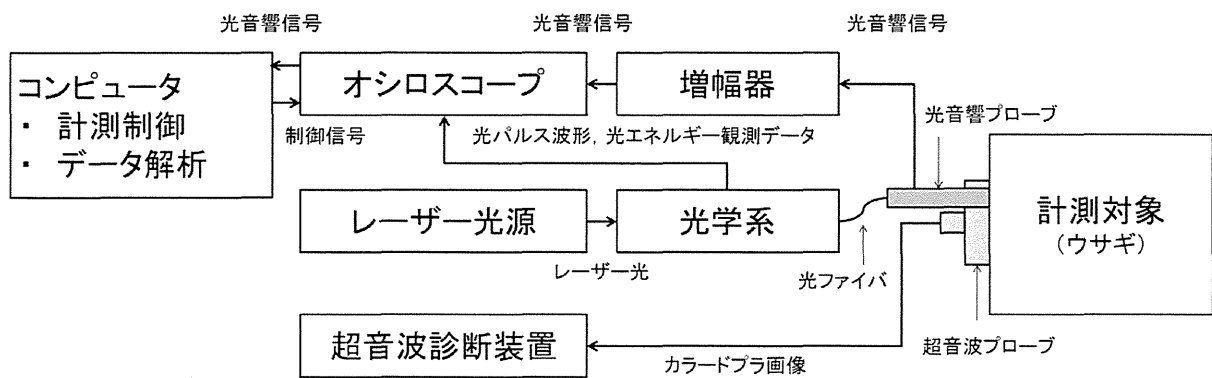 光音響信号
光音響信号
光音響信号
コンピュータ
・ 計測制御
・ データ解析
オシロスコープ
増幅器
光音響プローブ
制御信号
光パルス波形, 光エネルギー観測データ
レーザー光源
光学系
計測対象
(ウサギ)
レーザー光
光ファイバ
超音波診断装置
カラードプラ画像
超音波プローブ